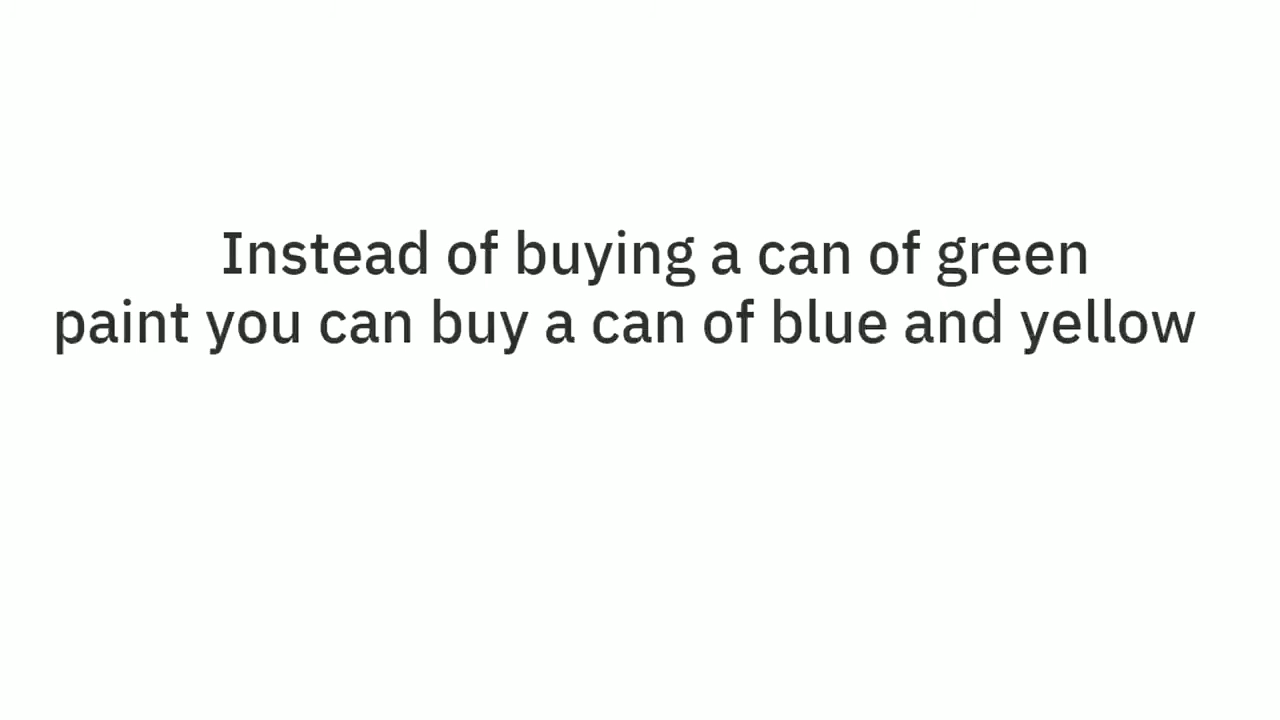 Instead of buying a can of green
paint you can buy a can of blue and yellow